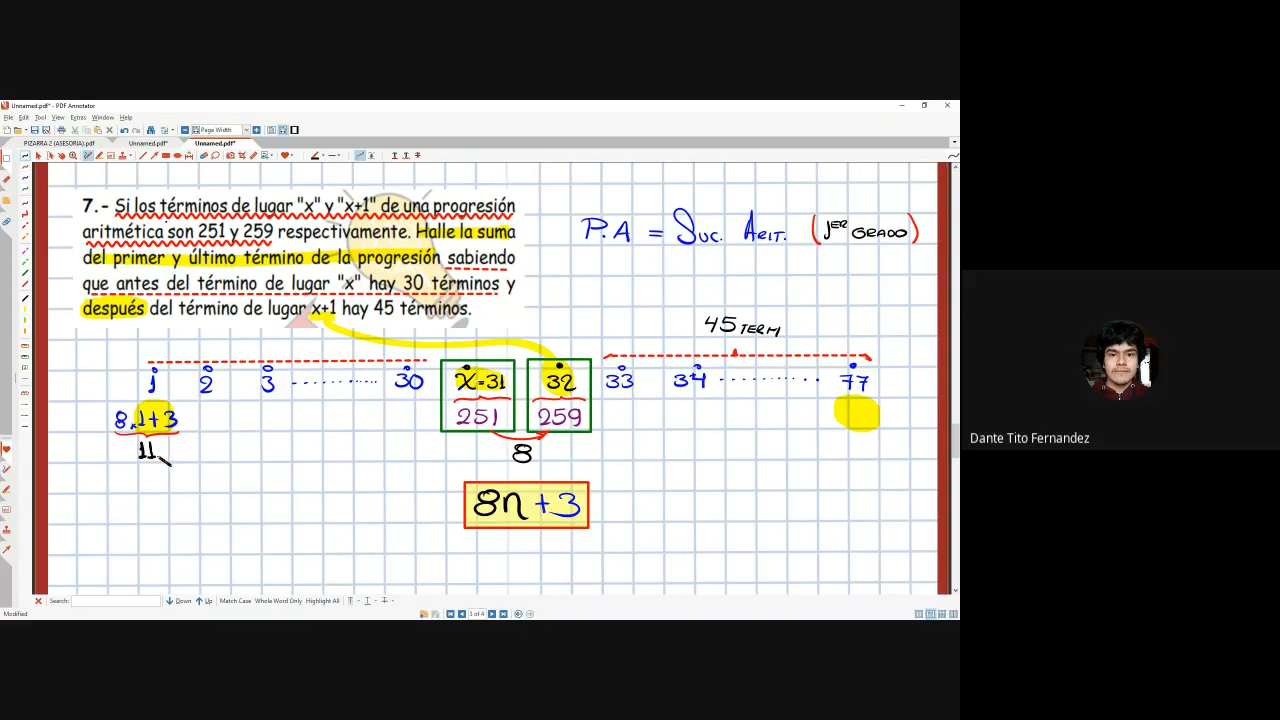 Unnamed.pdf* - PDF Annotator
File Edit Tool View Extras Window Help
Page Width
PIZARRA 2 (ASESORIA).pdf Unnamed.pdf* Unnamed.pdf*
7.- Si los términos de lugar "x" y "x+1" de una progresión
aritmética son 251 y 259 respectivamente. Halle la suma
del primer y último término de la progresión sabiendo
que antes del término de lugar "x" hay 30 términos y
después del término de lugar x+1 hay 45 términos.
P.A = Suc. Arit. (1ER GRADO)
45 TERM
1 2 3 ........... 30 x=31 32 33 34 ........... 77
8.1+3 251 259
11 8
8n+3
Dante Tito Fernandez
Search: Down Up Match Case Whole Word Only Highlight All
Modified 3 of 4